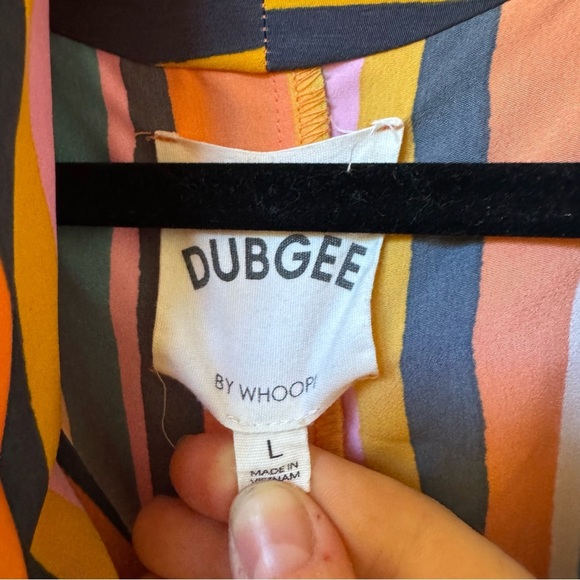 DUBGEE
BY WHOOPI
L
MADE IN
VIETNAM